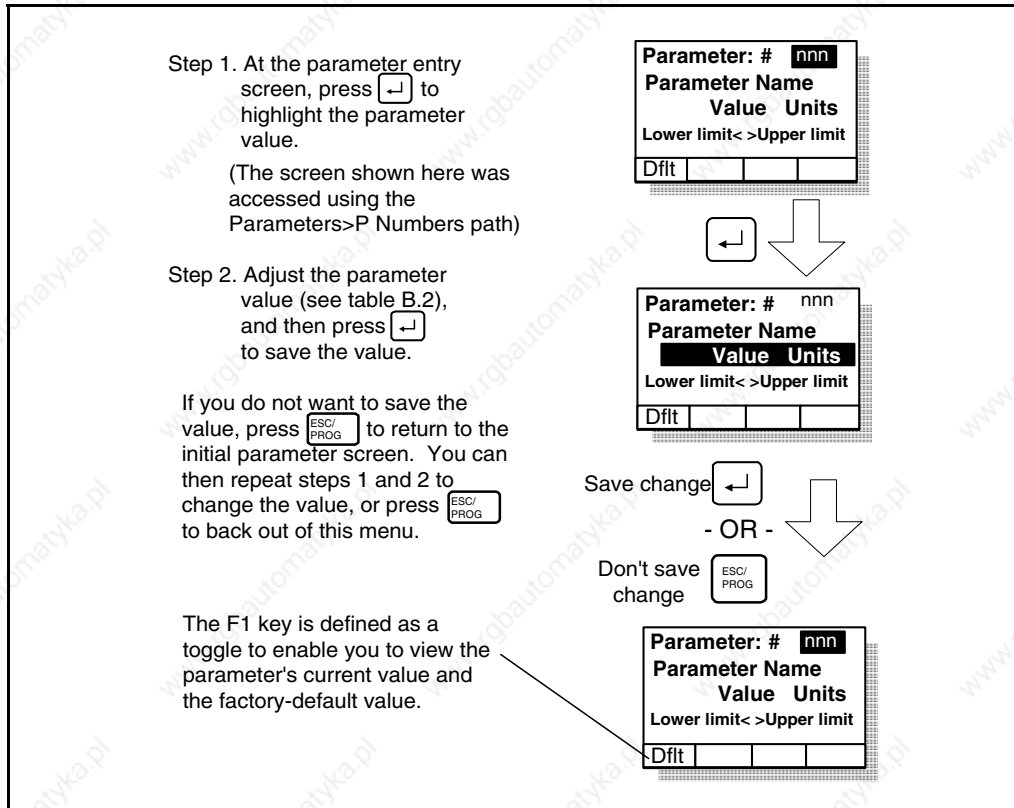 Step 1. At the parameter entry
screen, press ↵ to
highlight the parameter
value.
(The screen shown here was
accessed using the
Parameters>P Numbers path)
Parameter: # nnn
Parameter Name
Value Units
Lower limit< >Upper limit
Dflt
↵
Step 2. Adjust the parameter
value (see table B.2),
and then press ↵
to save the value.
If you do not want to save the
value, press ESC/PROG to return to the
initial parameter screen. You can
then repeat steps 1 and 2 to
change the value, or press ESC/PROG
to back out of this menu.
Parameter: # nnn
Parameter Name
Value Units
Lower limit< >Upper limit
Dflt
Save change ↵
- OR -
Don't save
change
ESC/
PROG
The F1 key is defined as a
toggle to enable you to view the
parameter's current value and
the factory-default value.
Parameter: # nnn
Parameter Name
Value Units
Lower limit< >Upper limit
Dflt
www.rgbautomatyka.pl